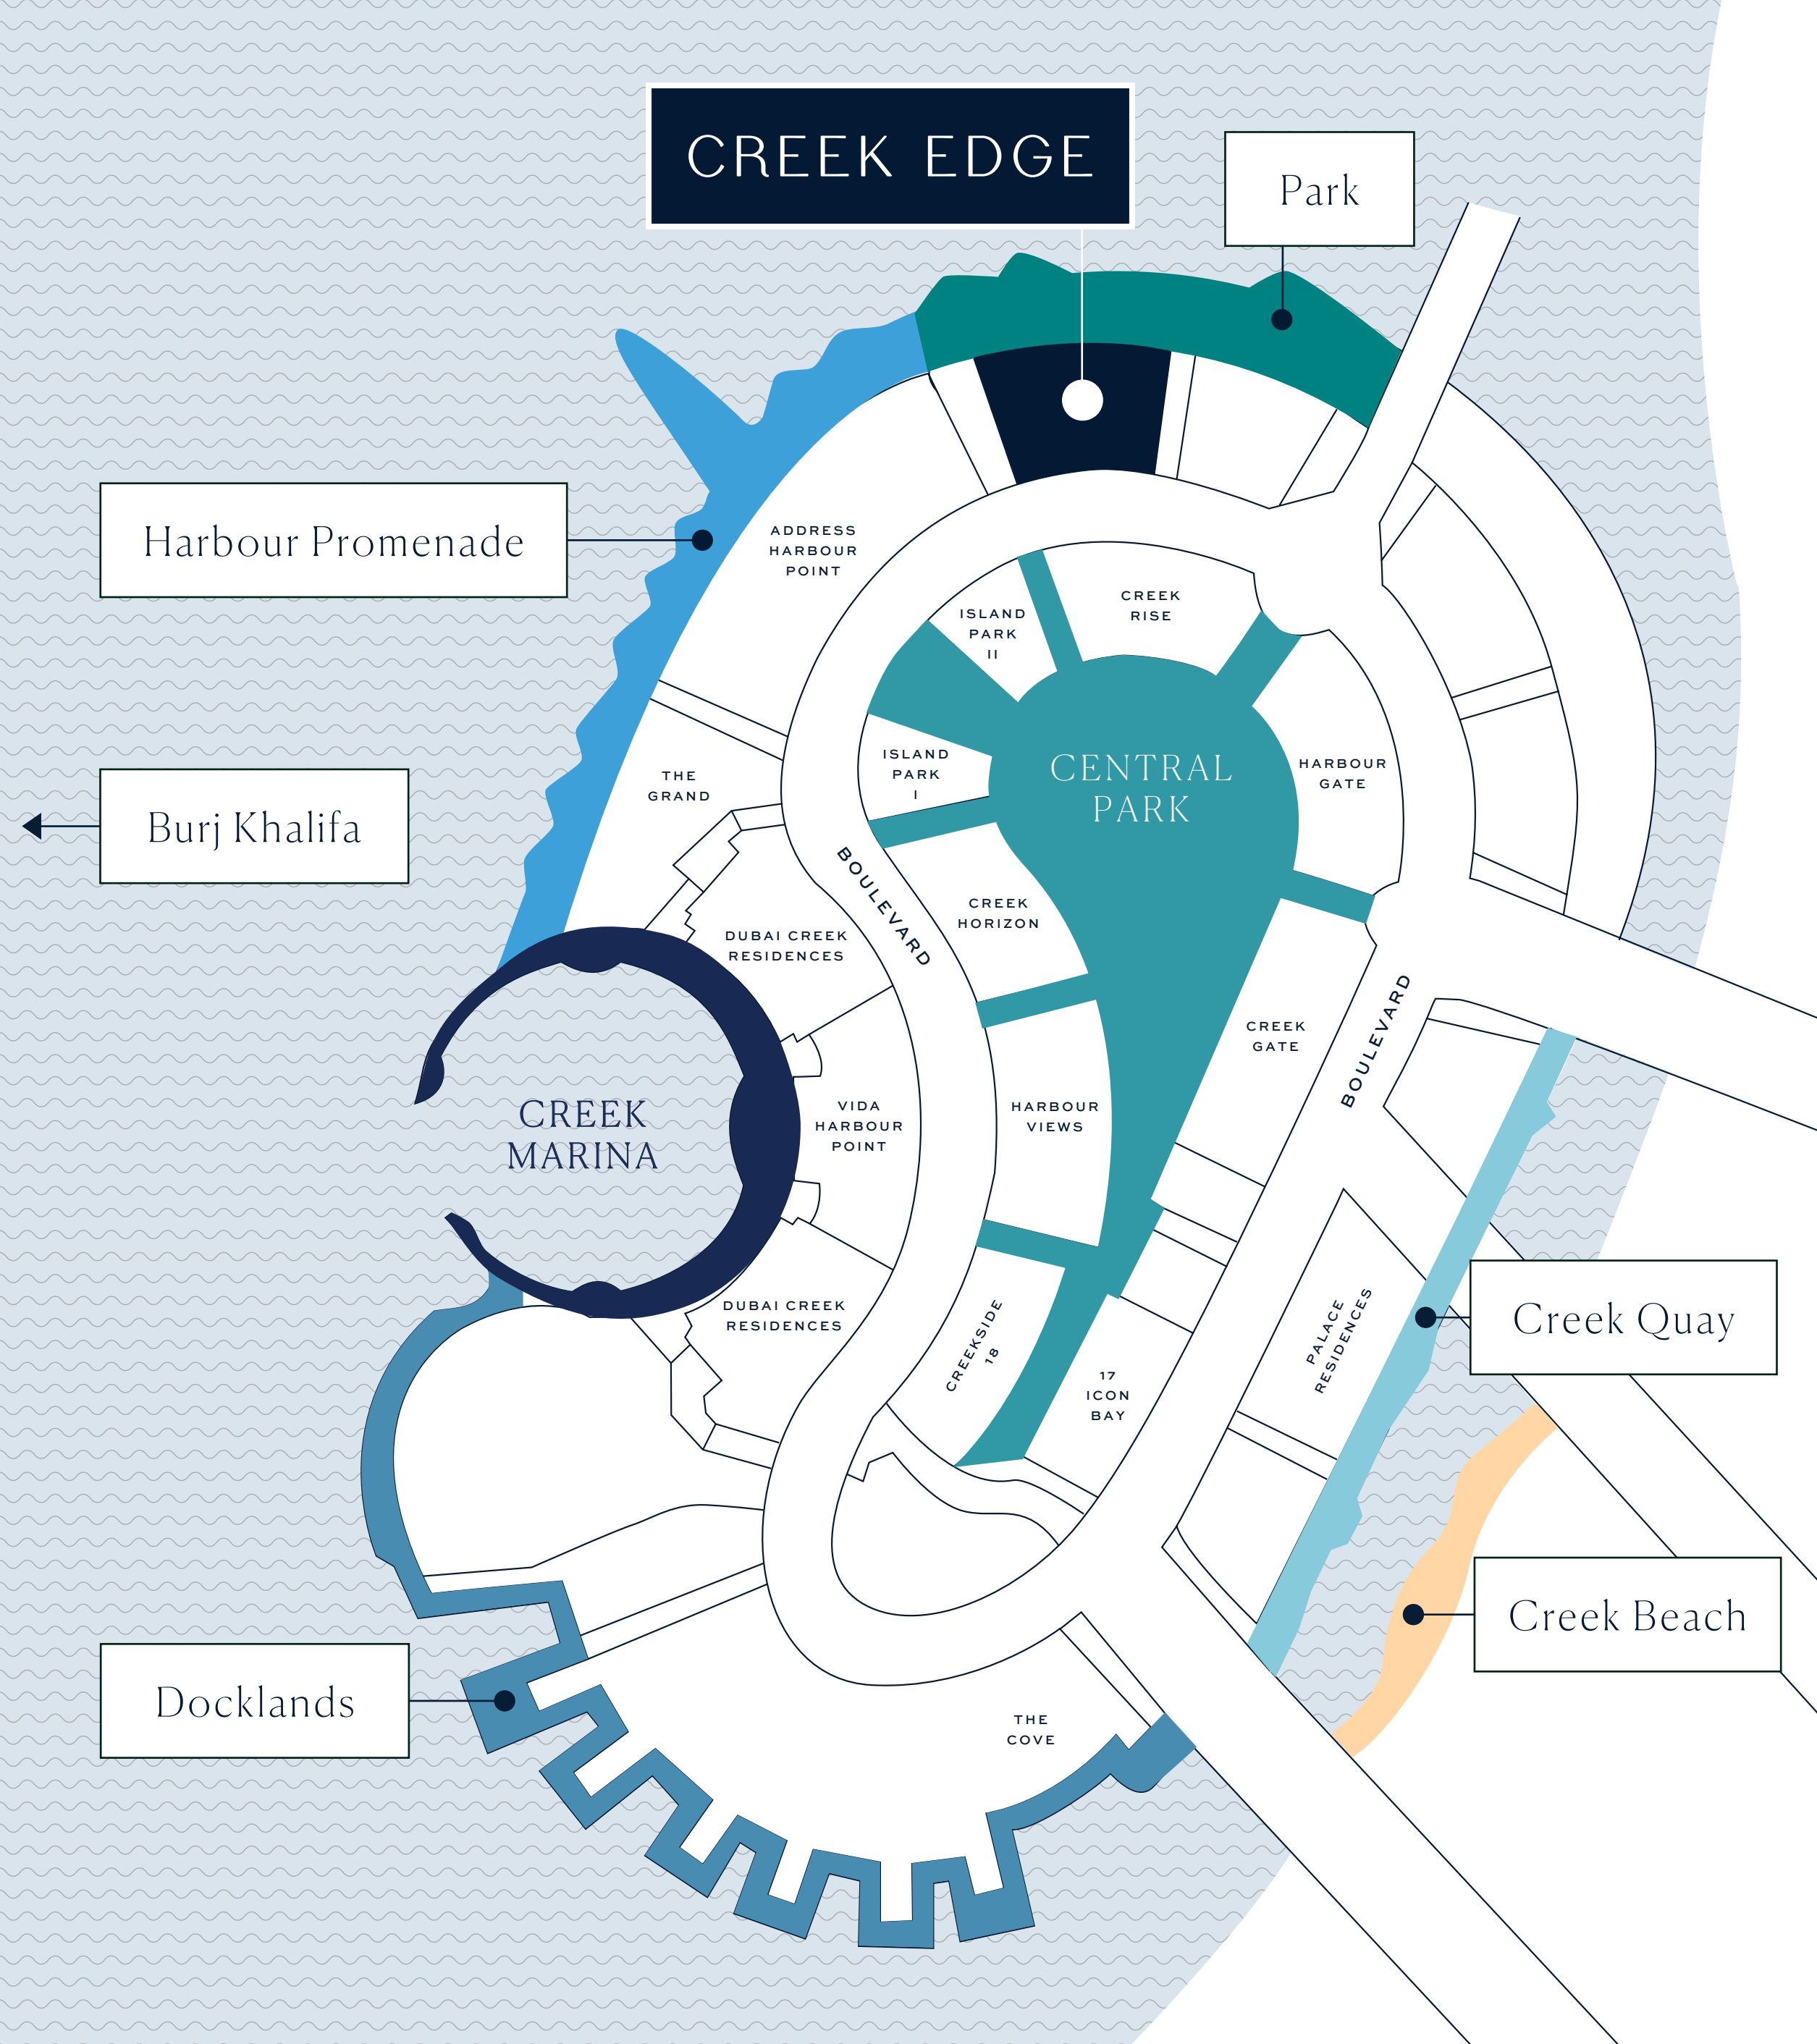 CREEK EDGE
Park
Harbour Promenade
ADDRESS
HARBOUR
POINT
CREEK
RISE
ISLAND
PARK
II
ISLAND
PARK
I
CENTRAL
PARK
HARBOUR
GATE
THE
GRAND
Burj Khalifa
BOULEVARD
CREEK
HORIZON
DUBAI CREEK
RESIDENCES
CREEK
GATE
BOULEVARD
CREEK
MARINA
VIDA
HARBOUR
POINT
HARBOUR
VIEWS
DUBAI CREEK
RESIDENCES
CREEKSIDE
18
PALACE
RESIDENCES
Creek Quay
17
ICON
BAY
Creek Beach
Docklands
THE
COVE